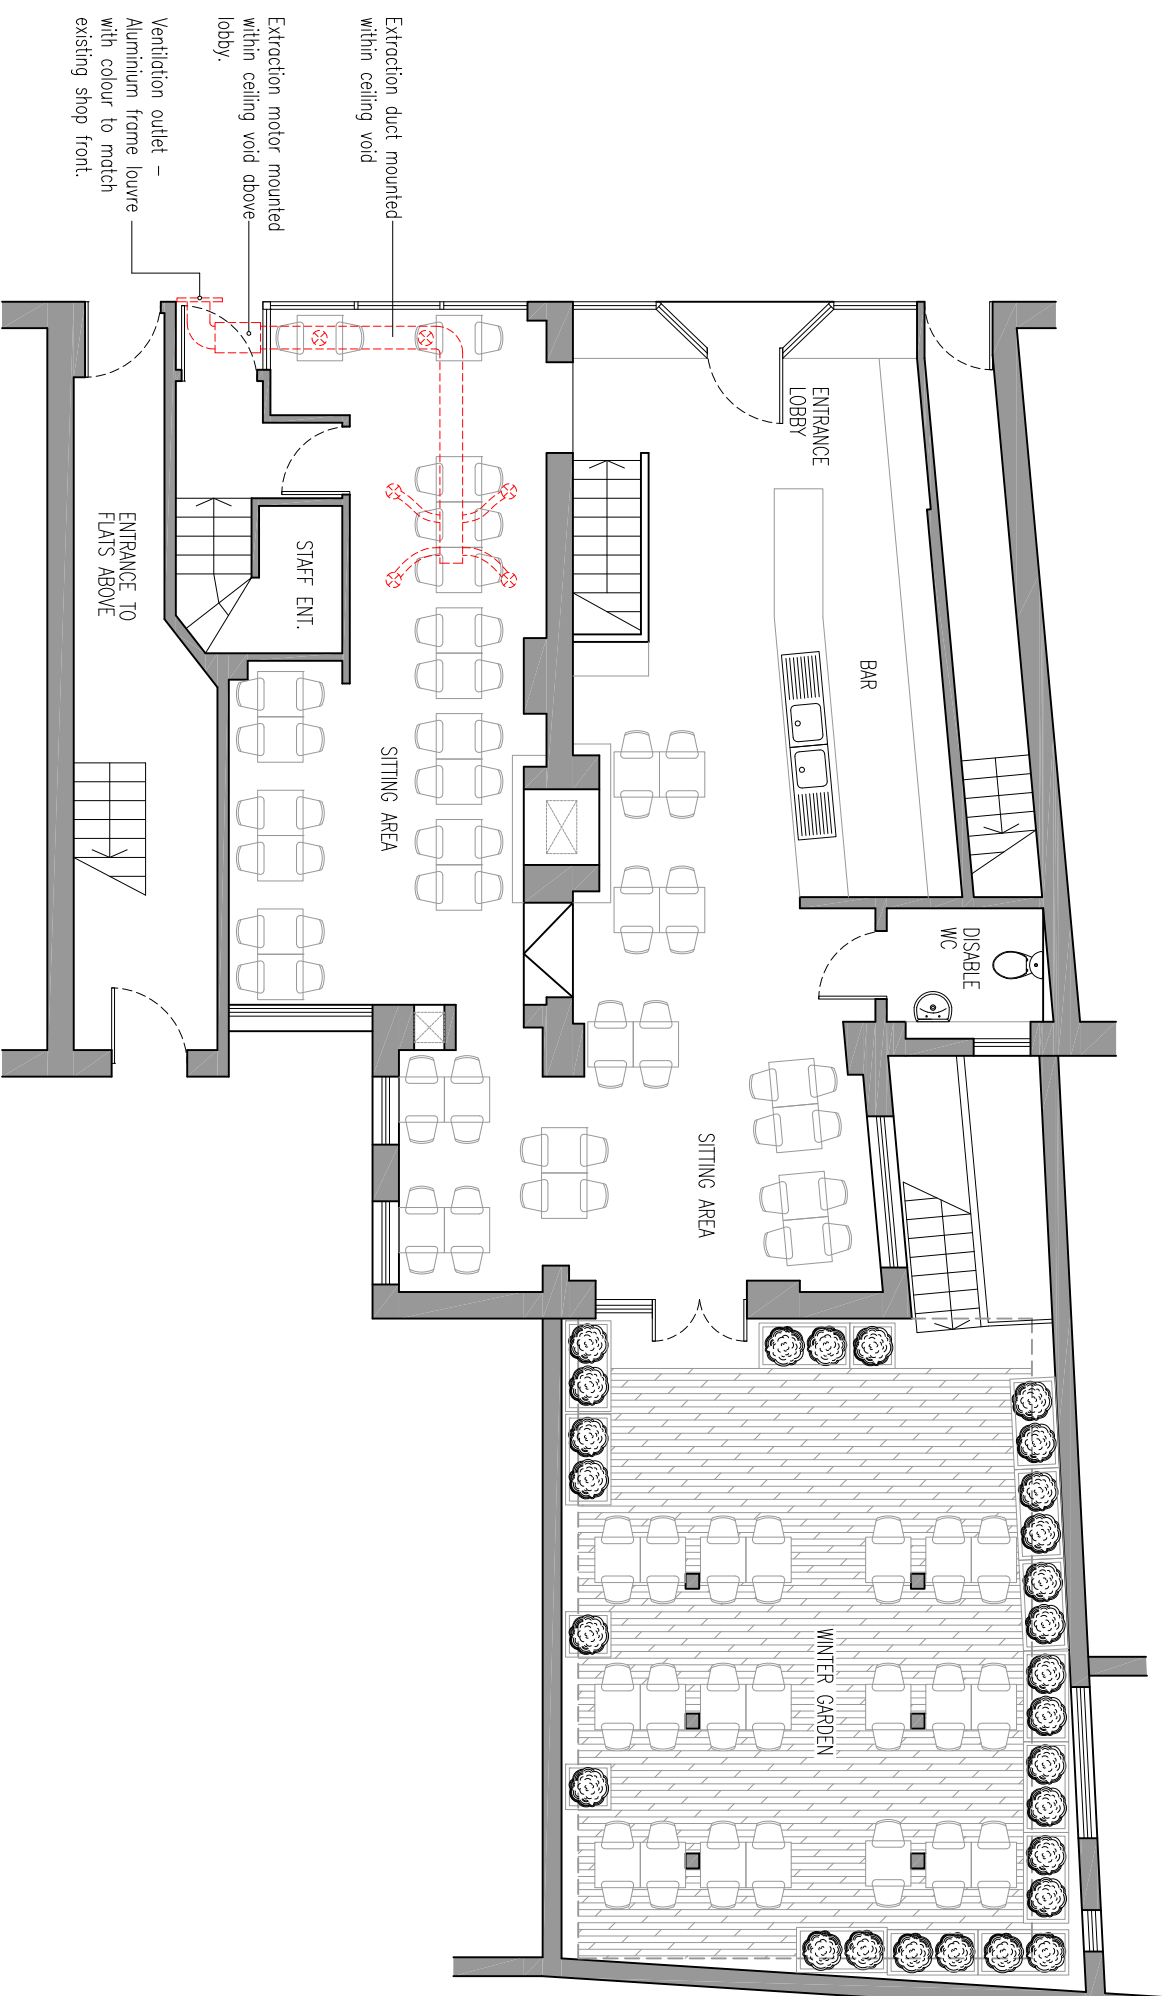 Extraction duct mounted
within ceiling void
Extraction motor mounted
within ceiling void above
lobby.
Ventilation outlet –
Aluminium frame louvre
with colour to match
existing shop front.
ENTRANCE
LOBBY
BAR
STAFF ENT.
ENTRANCE TO
FLATS ABOVE
SITTING AREA
DISABLE
WC
SITTING AREA
WINTER GARDEN